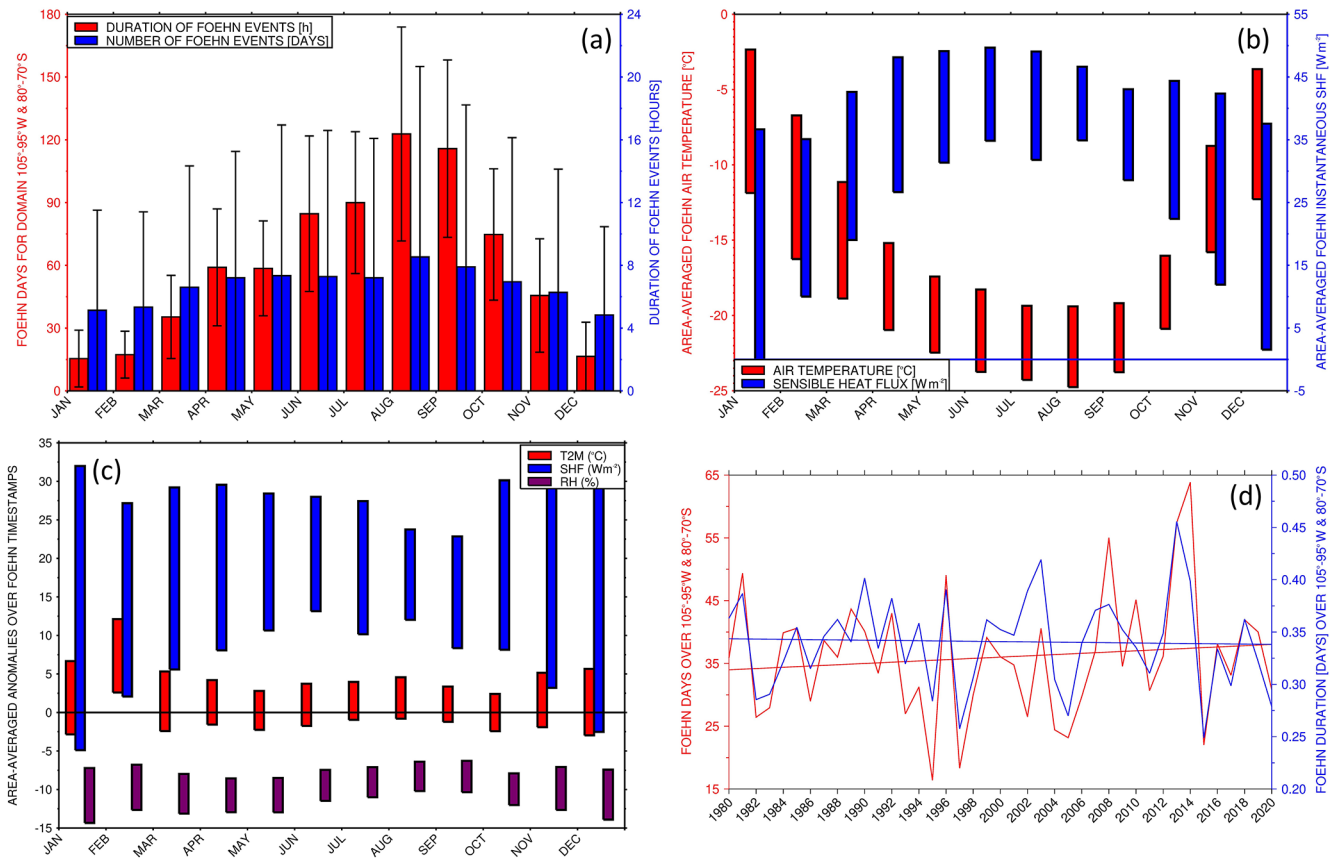 180
150
120
90
60
30
0
FOEHN DAYS FOR DOMAIN 105°-95°W & 80°-70°S
DURATION OF FOEHN EVENTS [h]
NUMBER OF FOEHN EVENTS [DAYS]
(a)
24
20
16
12
8
4
0
DURATION OF FOEHN EVENTS [HOURS]
JAN
FEB
MAR
APR
MAY
JUN
JUL
AUG
SEP
OCT
NOV
DEC
0
-5
-10
-15
-20
-25
AREA-AVERAGED FOEHN AIR TEMPERATURE [°C]
(b)
AIR TEMPERATURE [°C]
SENSIBLE HEAT FLUX [Wm⁻²]
55
45
35
25
15
5
-5
AREA-AVERAGED FOEHN INSTANTANEOUS SHF [Wm⁻²]
JAN
FEB
MAR
APR
MAY
JUN
JUL
AUG
SEP
OCT
NOV
DEC
35
30
25
20
15
10
5
0
-5
-10
-15
AREA-AVERAGED ANOMALIES OVER FOEHN TIMESTAMPS
(c)
T2M (°C)
SHF (Wm⁻²)
RH (%)
JAN
FEB
MAR
APR
MAY
JUN
JUL
AUG
SEP
OCT
NOV
DEC
65
55
45
35
25
15
FOEHN DAYS OVER 105°-95°W & 80°-70°S
(d)
0.50
0.45
0.40
0.35
0.30
0.25
0.20
FOEHN DURATION [DAYS] OVER 105°-95°W & 80°-70°S
1980
1982
1984
1986
1988
1990
1992
1994
1996
1998
2000
2002
2004
2006
2008
2010
2012
2014
2016
2018
2020